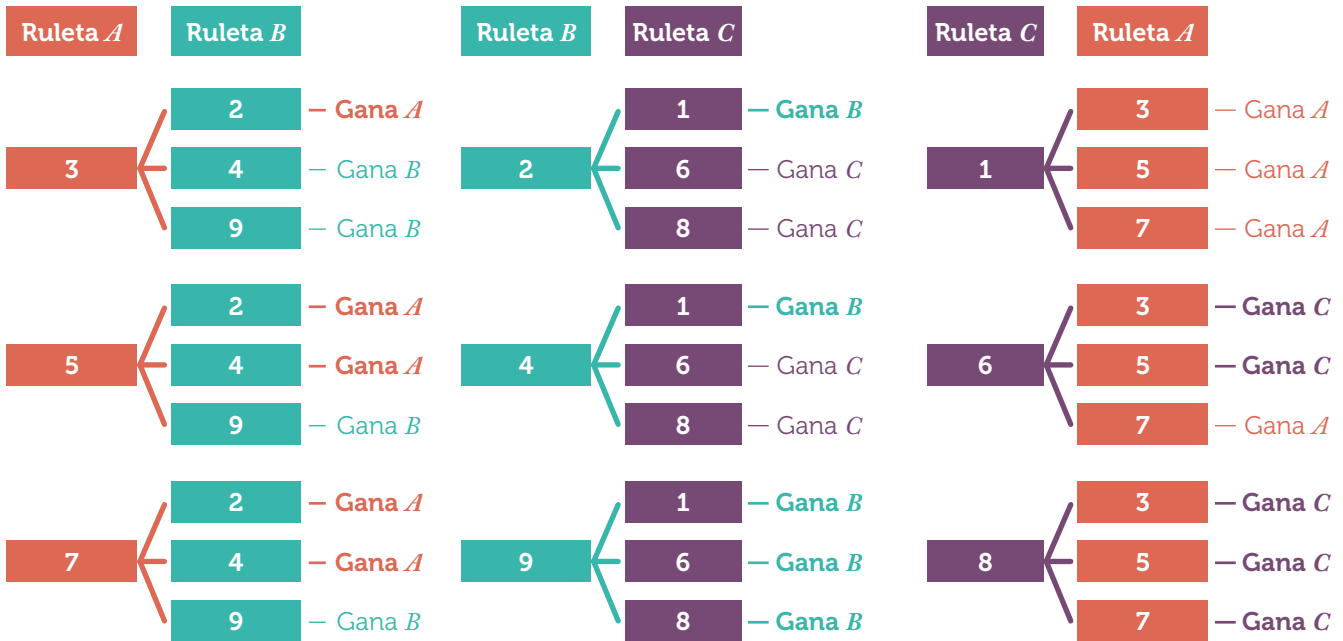 Ruleta A Ruleta B
3
2 — Gana A
4 — Gana B
9 — Gana B
5
2 — Gana A
4 — Gana A
9 — Gana B
7
2 — Gana A
4 — Gana A
9 — Gana B
Ruleta B Ruleta C
2
1 — Gana B
6 — Gana C
8 — Gana C
4
1 — Gana B
6 — Gana C
8 — Gana C
9
1 — Gana B
6 — Gana B
8 — Gana B
Ruleta C Ruleta A
1
3 — Gana A
5 — Gana A
7 — Gana A
6
3 — Gana C
5 — Gana C
7 — Gana A
8
3 — Gana C
5 — Gana C
7 — Gana C